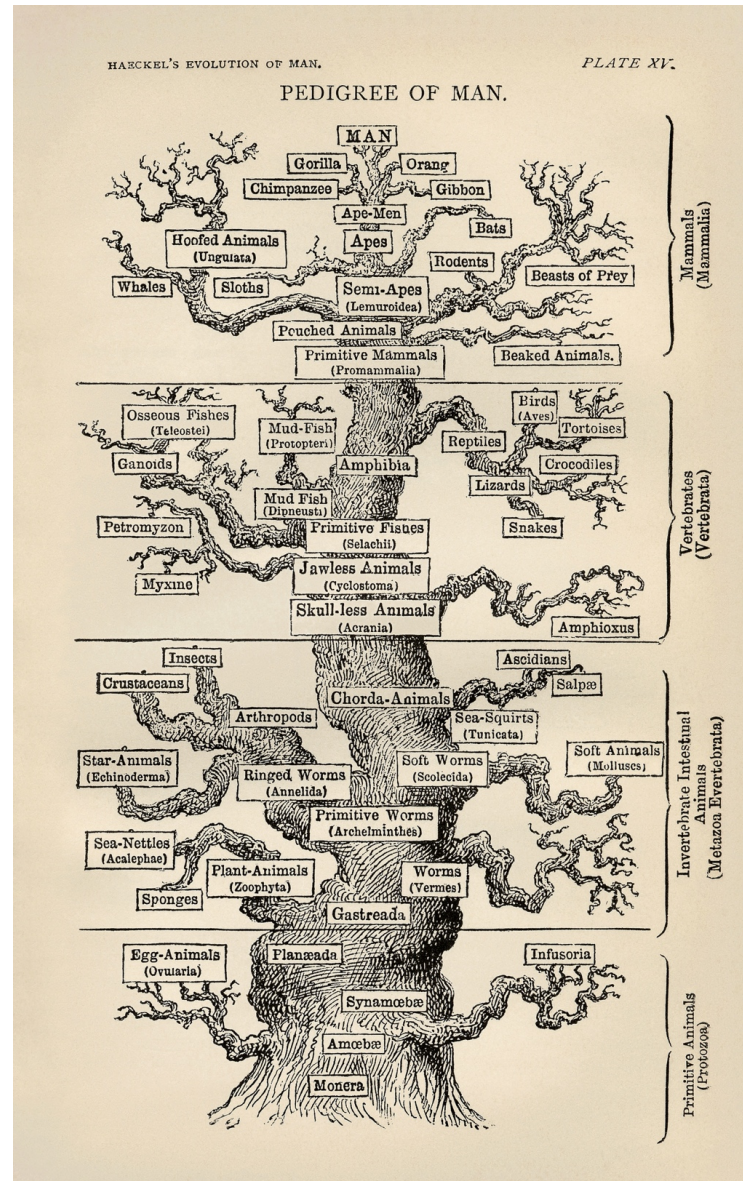 HAECKEL'S EVOLUTION OF MAN.
PLATE XV.
PEDIGREE OF MAN.
MAN
Gorilla
Orang
Chimpanzee
Gibbon
Ape-Men
Bats
Hoofed Animals
(Ungulata)
Apes
Rodents
Beasts of Prey
Whales
Sloths
Semi-Apes
(Lemuroidea)
Pouched Animals
Primitive Mammals
(Promammalia)
Beaked Animals.
Mammals
(Mammalia)
Osseous Fishes
(Teleostei)
Mud-Fish
(Protopteri)
Birds
(Aves)
Tortoises
Reptiles
Ganoids
Amphibia
Crocodiles
Lizards
Mud Fish
(Dipneusti)
Petromyzon
Primitive Fishes
(Selachii)
Snakes
Jawless Animals
(Cyclostoma)
Myxine
Skull-less Animals
(Acrania)
Amphioxus
Vertebrates
(Vertebrata)
Insects
Ascidians
Crustaceans
Salpæ
Chorda-Animals
Arthropods
Sea-Squirts
(Tunicata)
Star-Animals
(Echinoderma)
Ringed Worms
(Annelida)
Soft Worms
(Scolecida)
Soft Animals
(Molluscs)
Primitive Worms
(Archelminthes)
Sea-Nettles
(Acalephae)
Plant-Animals
(Zoophyta)
Worms
(Vermes)
Sponges
Gastreada
Invertebrate Intestinal
Animals
(Metazoa Evertebrata)
Egg-Animals
(Ovularia)
Planæada
Infusoria
Synamœbæ
Amœbæ
Monera
Primitive Animals
(Protozoa)